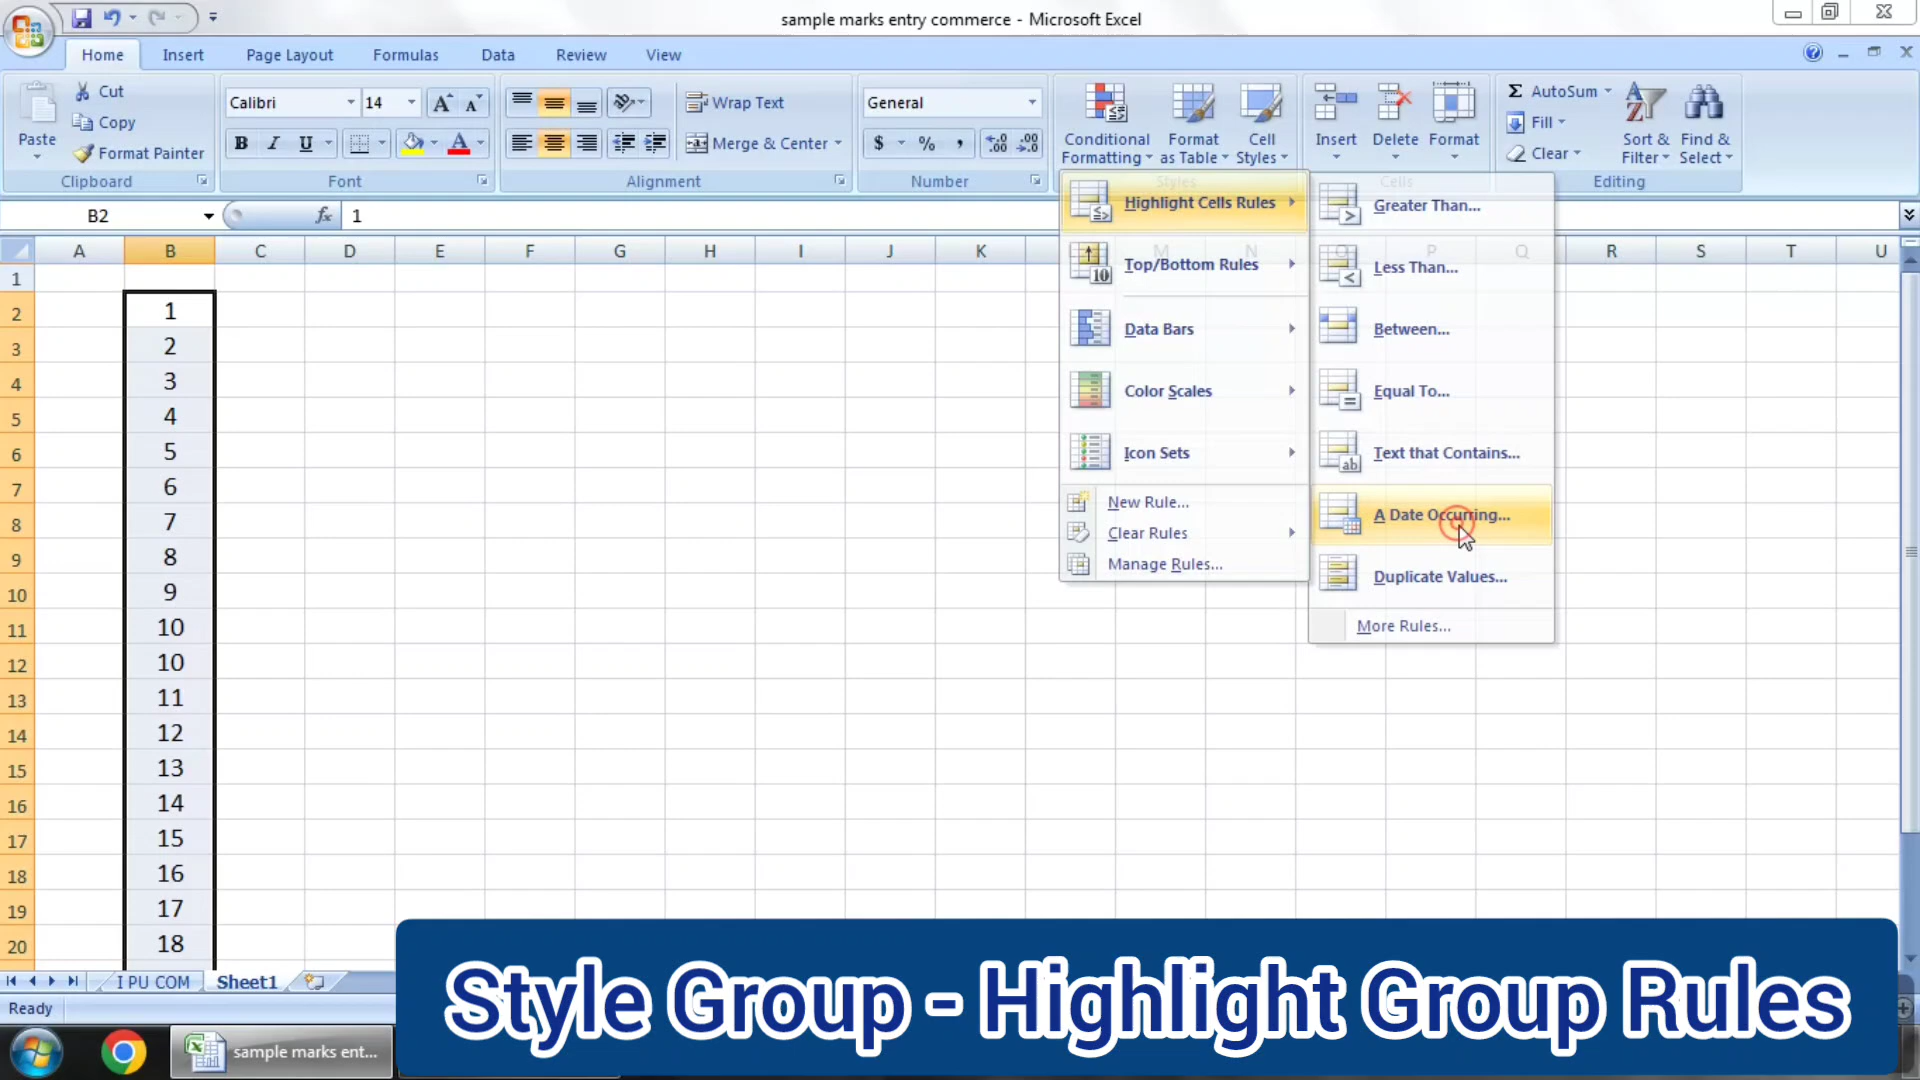 sample marks entry commerce - Microsoft Excel
Home Insert Page Layout Formulas Data Review View
Paste
Cut
Copy
Format Painter
Clipboard
Calibri 14
B I U
Font
Wrap Text
Merge & Center
Alignment
General
$ % , .0 .00 .00 .0
Number
Conditional Formatting
Format as Table
Cell Styles
Styles
Insert Delete Format
Cells
Σ AutoSum
Fill
Clear
Sort & Filter
Find & Select
Editing
B2 fx 1
A B C D E F G H I J K M N O P Q R S T U
Highlight Cells Rules
Top/Bottom Rules
Data Bars
Color Scales
Icon Sets
New Rule...
Clear Rules
Manage Rules...
Greater Than...
Less Than...
Between...
Equal To...
Text that Contains...
A Date Occurring...
Duplicate Values...
More Rules...
1
2 1
3 2
4 3
5 4
6 5
7 6
8 7
9 8
10 9
11 10
12 10
13 11
14 12
15 13
16 14
17 15
18 16
19 17
20 18
I PU COM Sheet1
Ready
Style Group - Highlight Group Rules
sample marks ent...